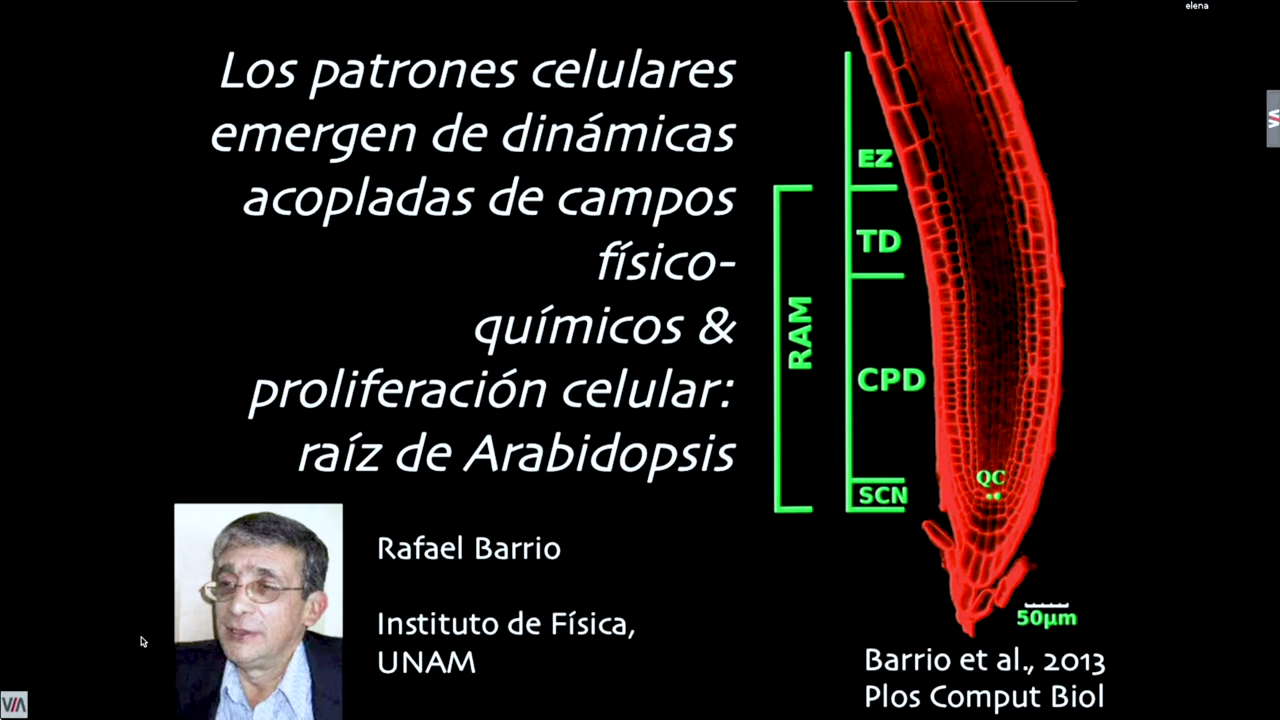 elena
Los patrones celulares
emergen de dinámicas
acopladas de campos
físico-
químicos &
proliferación celular:
raíz de Arabidopsis
Rafael Barrio
Instituto de Física,
UNAM
EZ
TD
RAM
CPD
QC
SCN
50µm
Barrio et al., 2013
Plos Comput Biol
VIA